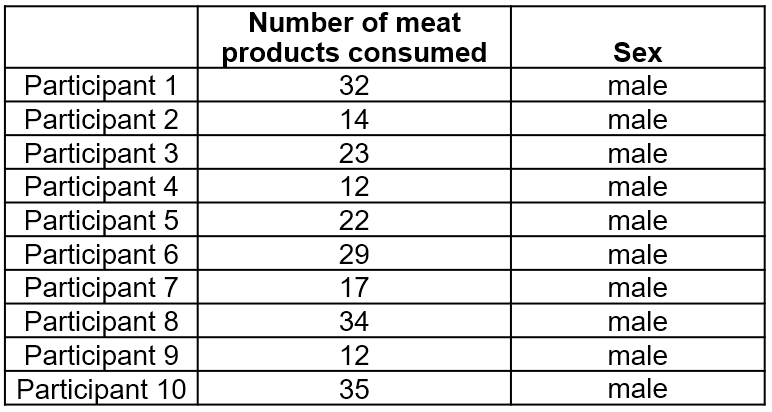 Number of meat
products consumed Sex
Participant 1 32 male
Participant 2 14 male
Participant 3 23 male
Participant 4 12 male
Participant 5 22 male
Participant 6 29 male
Participant 7 17 male
Participant 8 34 male
Participant 9 12 male
Participant 10 35 male